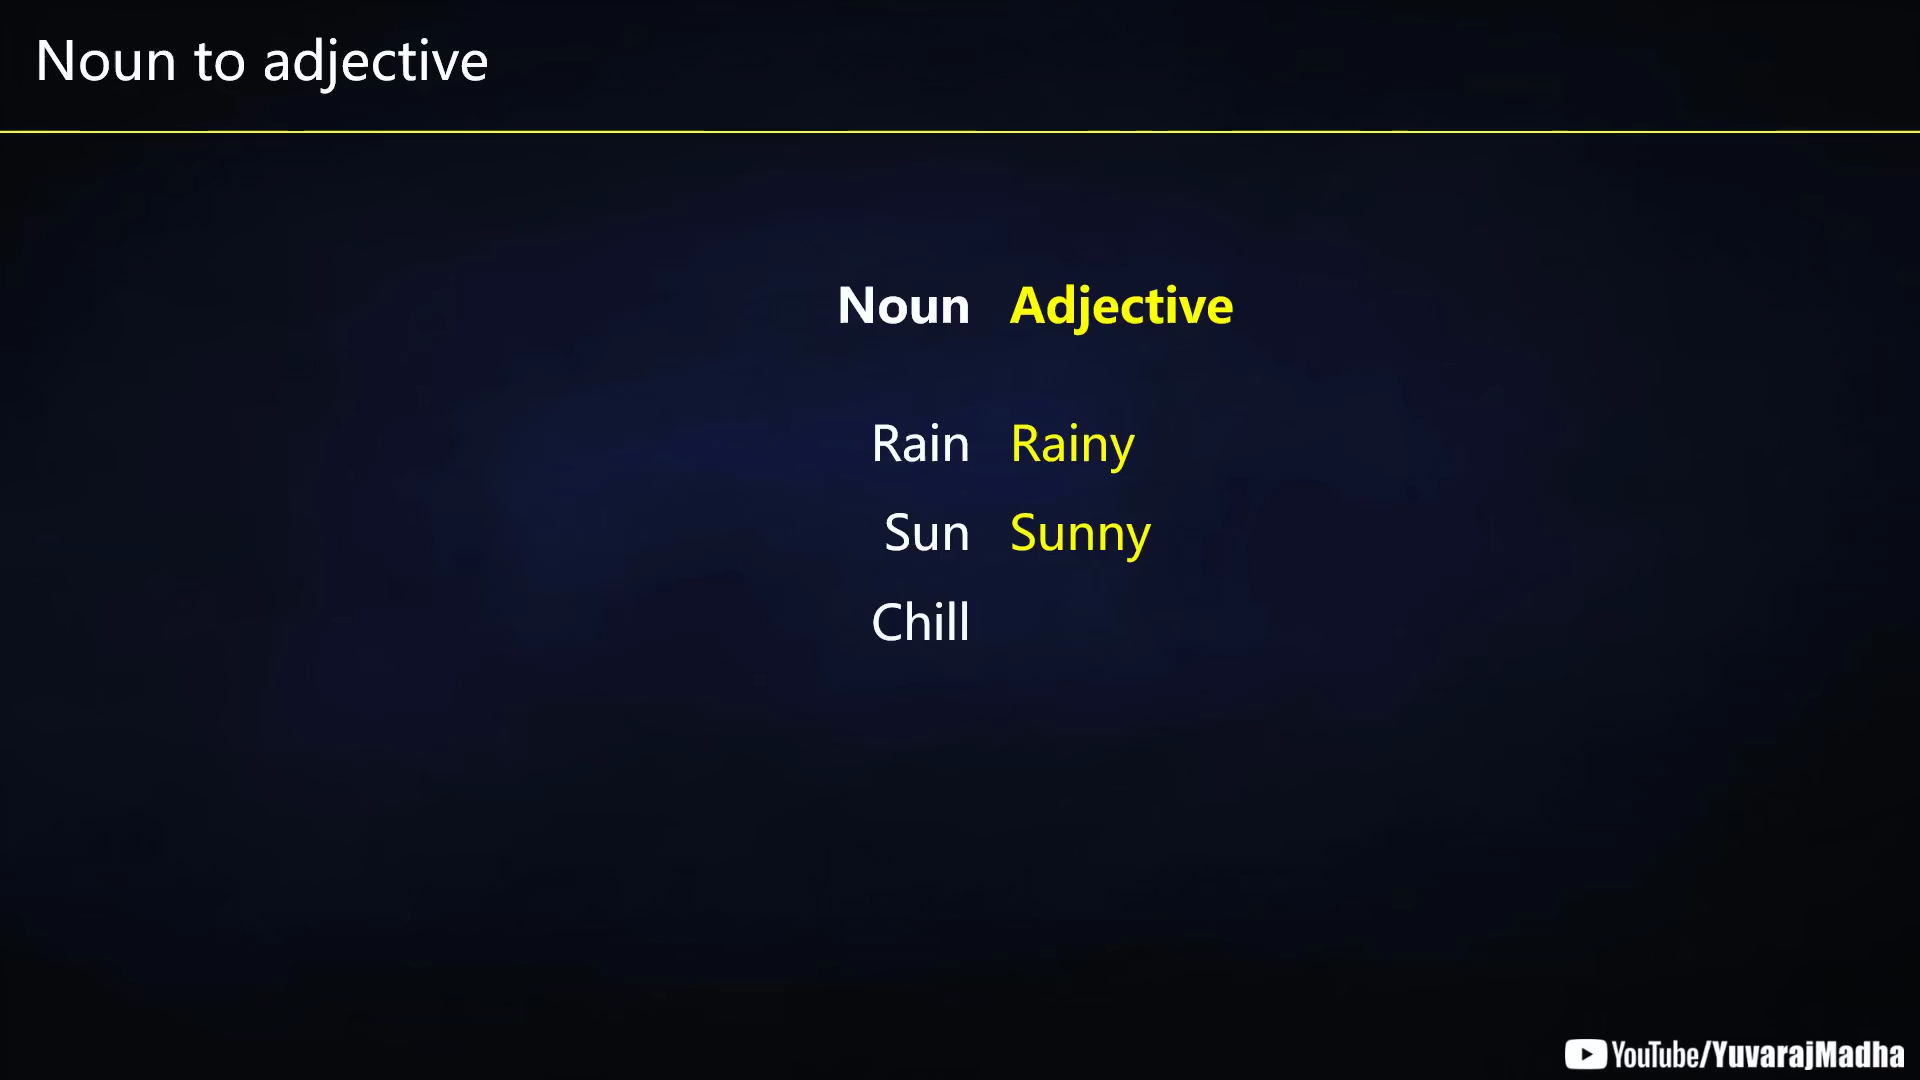 Noun to adjective
Noun Adjective
Rain Rainy
Sun Sunny
Chill
YouTube/YuvarajMadha